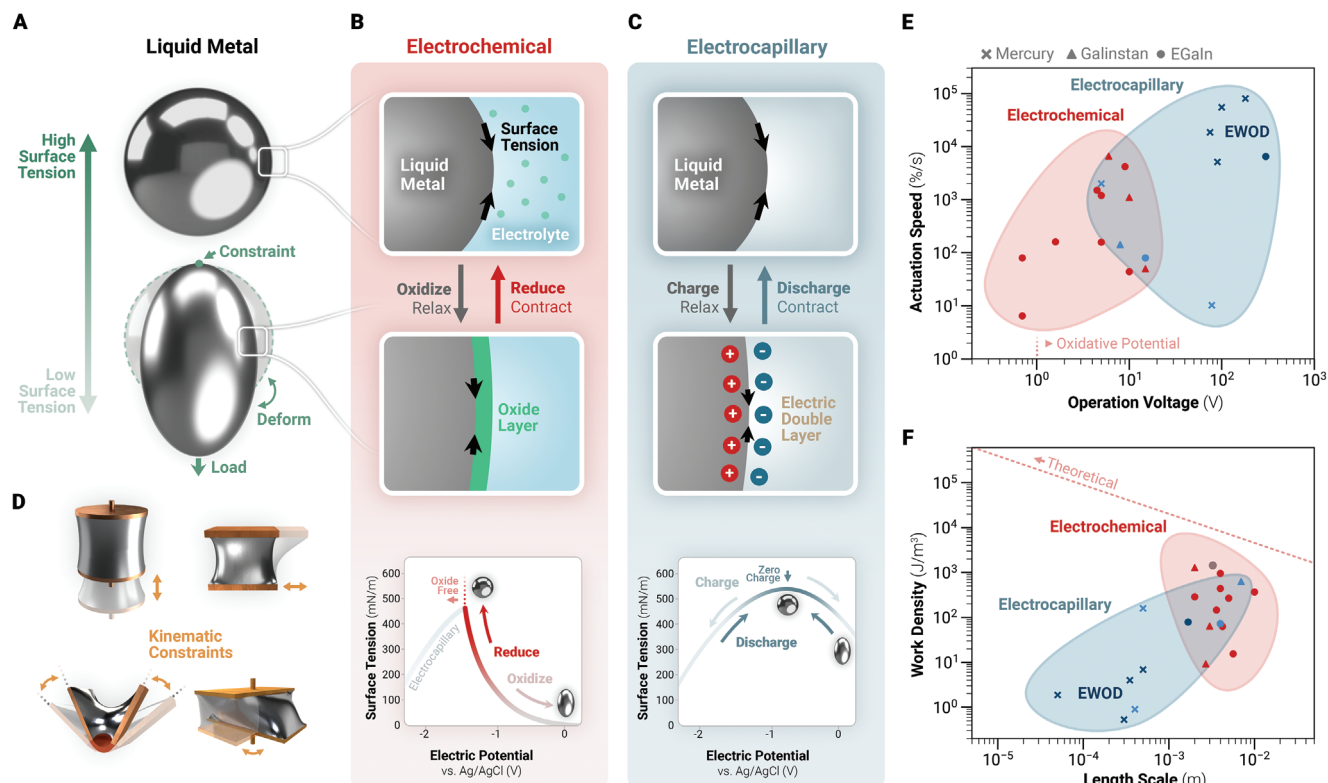 A
Liquid Metal
High
Surface
Tension
Constraint
Low
Surface
Tension
Deform
Load
B
Electrochemical
Liquid
Metal
Surface
Tension
Electrolyte
Oxidize
Relax
Reduce
Contract
Oxide
Layer
Surface Tension (mN/m)
600
500
400
300
200
100
0
Oxide
Free
Electrocapillary
Reduce
Oxidize
-2
-1
0
Electric Potential
vs. Ag/AgCl (V)
C
Electrocapillary
Liquid
Metal
Charge
Relax
Discharge
Contract
+ -
+ -
+ -
+ -
+ -
Electric
Double
Layer
Surface Tension (mN/m)
600
500
400
300
200
100
0
Charge
Zero
Charge
Discharge
-2
-1
0
Electric Potential
vs. Ag/AgCl (V)
D
Kinematic
Constraints
E
Mercury Galinstan EGaIn
Actuation Speed (%/s)
10⁵
10⁴
10³
10²
10¹
10⁰
Electrocapillary
Electrochemical
EWOD
Oxidative Potential
10⁰ 10¹ 10² 10³
Operation Voltage (V)
F
Work Density (J/m³)
10⁵
10⁴
10³
10²
10¹
10⁰
Theoretical
Electrochemical
Electrocapillary
EWOD
10⁻⁵ 10⁻⁴ 10⁻³ 10⁻²
Length Scale (m)